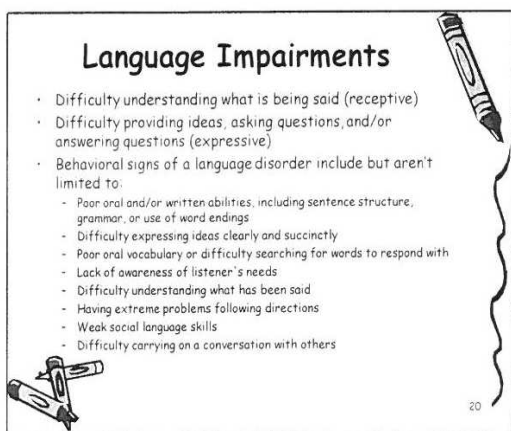 Language Impairments
· Difficulty understanding what is being said (receptive)
· Difficulty providing ideas, asking questions, and/or
answering questions (expressive)
· Behavioral signs of a language disorder include but aren't
limited to:
- Poor oral and/or written abilities, including sentence structure,
grammar, or use of word endings
- Difficulty expressing ideas clearly and succinctly
- Poor oral vocabulary or difficulty searching for words to respond with
- Lack of awareness of listener's needs
- Difficulty understanding what has been said
- Having extreme problems following directions
- Weak social language skills
- Difficulty carrying on a conversation with others
20